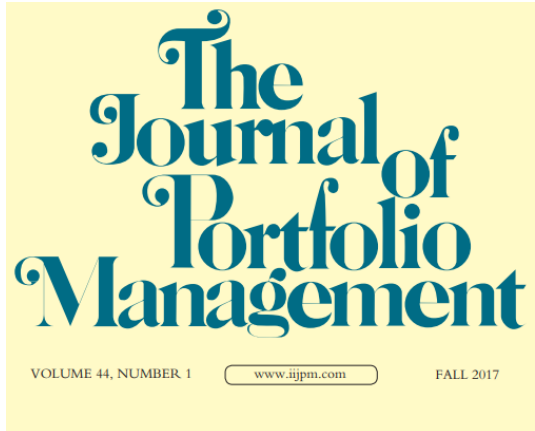 The
Journal of
Portfolio
Management
VOLUME 44, NUMBER 1 www.iijpm.com FALL 2017